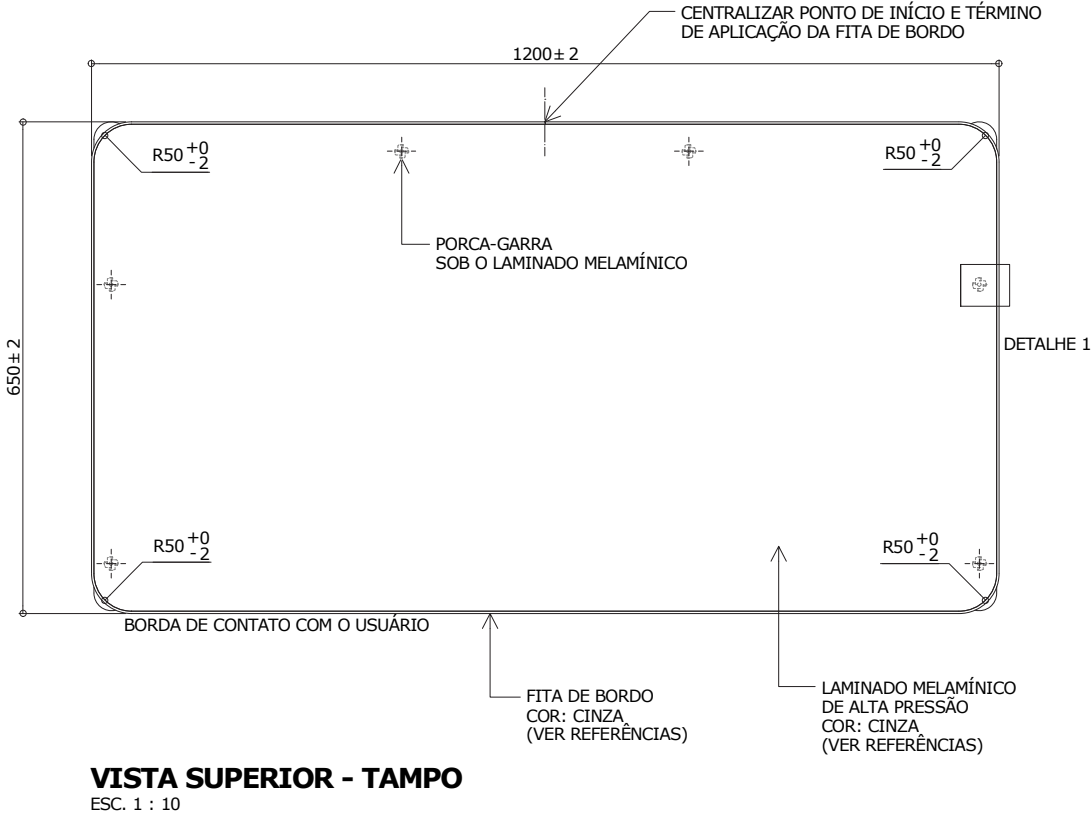 CENTRALIZAR PONTO DE INÍCIO E TÉRMINO
DE APLICAÇÃO DA FITA DE BORDO
1200±2
R50 +0 -2
R50 +0 -2
PORCA-GARRA
SOB O LAMINADO MELAMÍNICO
DETALHE 1
650±2
R50 +0 -2
R50 +0 -2
BORDA DE CONTATO COM O USUÁRIO
FITA DE BORDO
COR: CINZA
(VER REFERÊNCIAS)
LAMINADO MELAMÍNICO
DE ALTA PRESSÃO
COR: CINZA
(VER REFERÊNCIAS)
VISTA SUPERIOR - TAMPO
ESC. 1 : 10